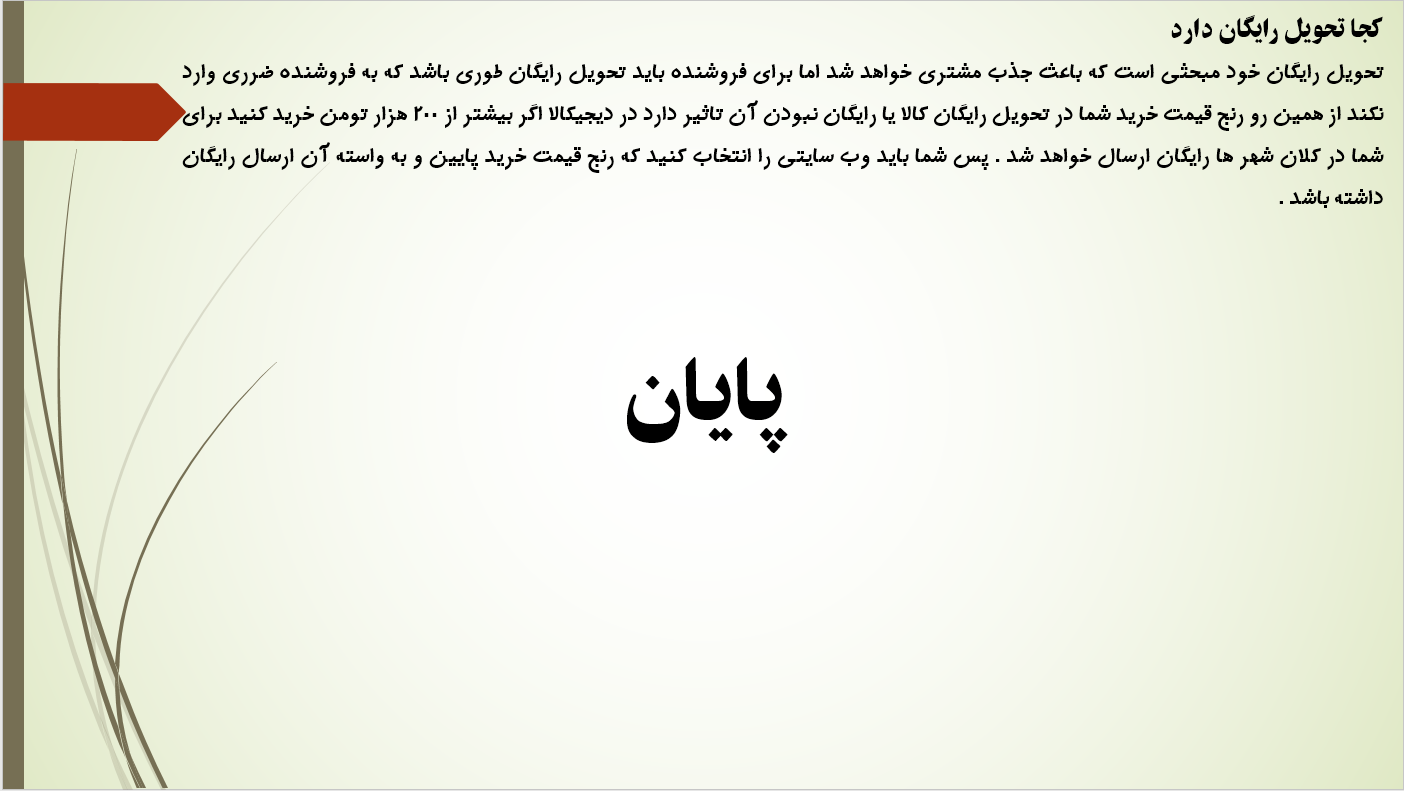 کجا تحویل رایگان دارد
تحویل رایگان خود مبحثی است که باعث جذب مشتری خواهد شد اما برای فروشنده باید تحویل رایگان طوری باشد که به فروشنده ضرری وارد
نکند از همین رو رنج قیمت خرید شما در تحویل رایگان کالا یا رایگان نبودن آن تاثیر دارد در دیجیکالا اگر بیشتر از ۲۰۰ هزار تومن خرید کنید برای
شما در کلان شهر ها رایگان ارسال خواهد شد . پس شما باید وب سایتی را انتخاب کنید که رنج قیمت خرید پایین و به واسته آن ارسال رایگان
داشته باشد .
پایان